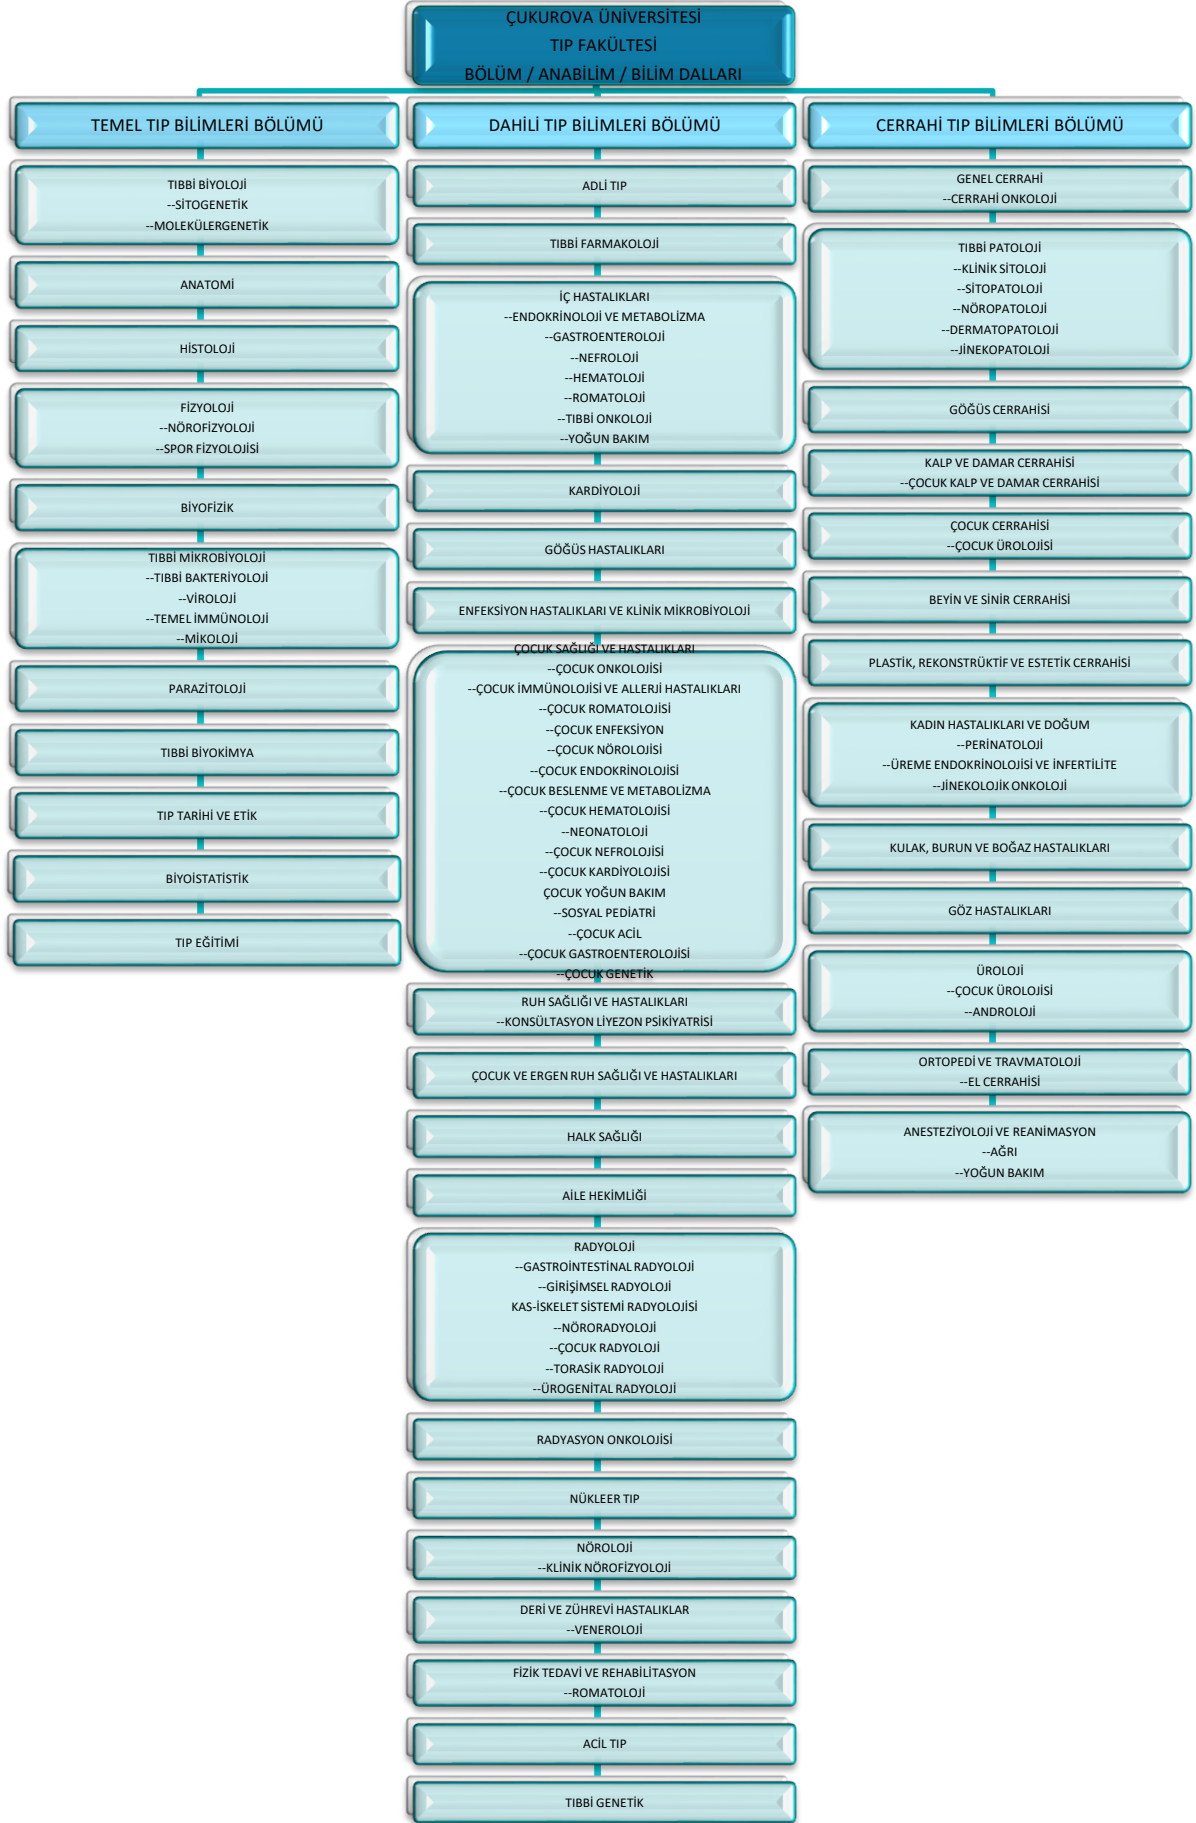 ÇUKUROVA ÜNİVERSİTESİ
TIP FAKÜLTESİ
BÖLÜM / ANABİLİM / BİLİM DALLARI
TEMEL TIP BİLİMLERİ BÖLÜMÜ
TIBBİ BİYOLOJİ
--SİTOGENETİK
--MOLEKÜLERGENETİK
ANATOMİ
HİSTOLOJİ
FİZYOLOJİ
--NÖROFİZYOLOJİ
--SPOR FİZYOLOJİSİ
BİYOFİZİK
TIBBİ MİKROBİYOLOJİ
--TIBBİ BAKTERİYOLOJİ
--VİROLOJİ
--TEMEL İMMÜNOLOJİ
--MİKOLOJİ
PARAZİTOLOJİ
TIBBİ BİYOKİMYA
TIP TARİHİ VE ETİK
BİYOİSTATİSTİK
TIP EĞİTİMİ
DAHİLİ TIP BİLİMLERİ BÖLÜMÜ
ADLİ TIP
TIBBİ FARMAKOLOJİ
İÇ HASTALIKLARI
--ENDOKRİNOLOJİ VE METABOLİZMA
--GASTROENTEROLOJİ
--NEFROLOJİ
--HEMATOLOJİ
--ROMATOLOJİ
--TIBBİ ONKOLOJİ
--YOĞUN BAKIM
KARDİYOLOJİ
GÖĞÜS HASTALIKLARI
ENFEKSİYON HASTALIKLARI VE KLİNİK MİKROBİYOLOJİ
ÇOCUK SAĞLIĞI VE HASTALIKLARI
--ÇOCUK ONKOLOJİSİ
--ÇOCUK İMMÜNOLOJİSİ VE ALLERJİ HASTALIKLARI
--ÇOCUK ROMATOLOJİSİ
--ÇOCUK ENFEKSİYON
--ÇOCUK NÖROLOJİSİ
--ÇOCUK ENDOKRİNOLOJİSİ
--ÇOCUK BESLENME VE METABOLİZMA
--ÇOCUK HEMATOLOJİSİ
--NEONATOLOJİ
--ÇOCUK NEFROLOJİSİ
--ÇOCUK KARDİYOLOJİSİ
ÇOCUK YOĞUN BAKIM
--SOSYAL PEDİATRİ
--ÇOCUK ACİL
--ÇOCUK GASTROENTEROLOJİSİ
--ÇOCUK GENETİK
RUH SAĞLIĞI VE HASTALIKLARI
--KONSÜLTASYON LİYEZON PSİKİYATRİSİ
ÇOCUK VE ERGEN RUH SAĞLIĞI VE HASTALIKLARI
HALK SAĞLIĞI
AİLE HEKİMLİĞİ
RADYOLOJİ
--GASTROİNTESTİNAL RADYOLOJİ
--GİRİŞİMSEL RADYOLOJİ
KAS-İSKELET SİSTEMİ RADYOLOJİSİ
--NÖRORADYOLOJİ
--ÇOCUK RADYOLOJİ
--TORASİK RADYOLOJİ
--ÜROGENİTAL RADYOLOJİ
RADYASYON ONKOLOJİSİ
NÜKLEER TIP
NÖROLOJİ
--KLİNİK NÖROFİZYOLOJİ
DERİ VE ZÜHREVİ HASTALIKLAR
--VENEROLOJİ
FİZİK TEDAVİ VE REHABİLİTASYON
--ROMATOLOJİ
ACİL TIP
TIBBİ GENETİK
CERRAHİ TIP BİLİMLERİ BÖLÜMÜ
GENEL CERRAHİ
--CERRAHİ ONKOLOJİ
TIBBİ PATOLOJİ
--KLİNİK SİTOLOJİ
--SİTOPATOLOJİ
--NÖROPATOLOJİ
--DERMATOPATOLOJİ
--JİNEKOPATOLOJİ
GÖĞÜS CERRAHİSİ
KALP VE DAMAR CERRAHİSİ
--ÇOCUK KALP VE DAMAR CERRAHİSİ
ÇOCUK CERRAHİSİ
--ÇOCUK ÜROLOJİSİ
BEYİN VE SİNİR CERRAHİSİ
PLASTİK, REKONSTRÜKTİF VE ESTETİK CERRAHİSİ
KADIN HASTALIKLARI VE DOĞUM
--PERİNATOLOJİ
--ÜREME ENDOKRİNOLOJİSİ VE İNFERTİLİTE
--JİNEKOLOJİK ONKOLOJİ
KULAK, BURUN VE BOĞAZ HASTALIKLARI
GÖZ HASTALIKLARI
ÜROLOJİ
--ÇOCUK ÜROLOJİSİ
--ANDROLOJİ
ORTOPEDİ VE TRAVMATOLOJİ
--EL CERRAHİSİ
ANESTEZİYOLOJİ VE REANİMASYON
--AĞRI
--YOĞUN BAKIM